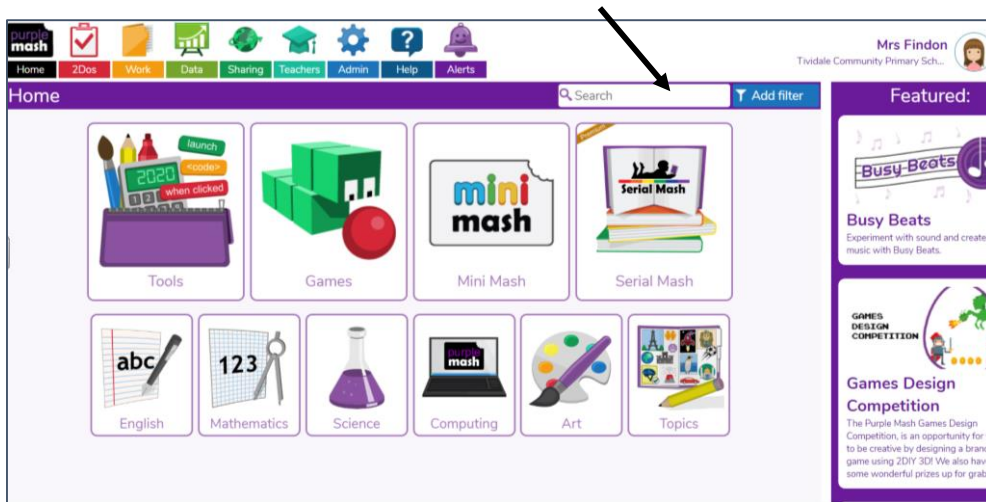 purple
mash
Home
2Dos
Work
Data
Sharing
Teachers
Admin
Help
Alerts
Mrs Findon
Tividale Community Primary Sch...
Home
Search
Add filter
Featured:
launch
<code>
when clicked
2020
Tools
Games
mini
mash
Mini Mash
Premium
Serial Mash
Serial Mash
Busy Beats
Busy Beats
Experiment with sound and create
music with Busy Beats.
abc
English
123
Mathematics
Science
purple
mash
Computing
Art
Topics
GAMES
DESIGN
COMPETITION
Games Design
Competition
The Purple Mash Games Design
Competition, is an opportunity for
to be creative by designing a brand
game using 2DIY 3D! We also hav
some wonderful prizes up for grab